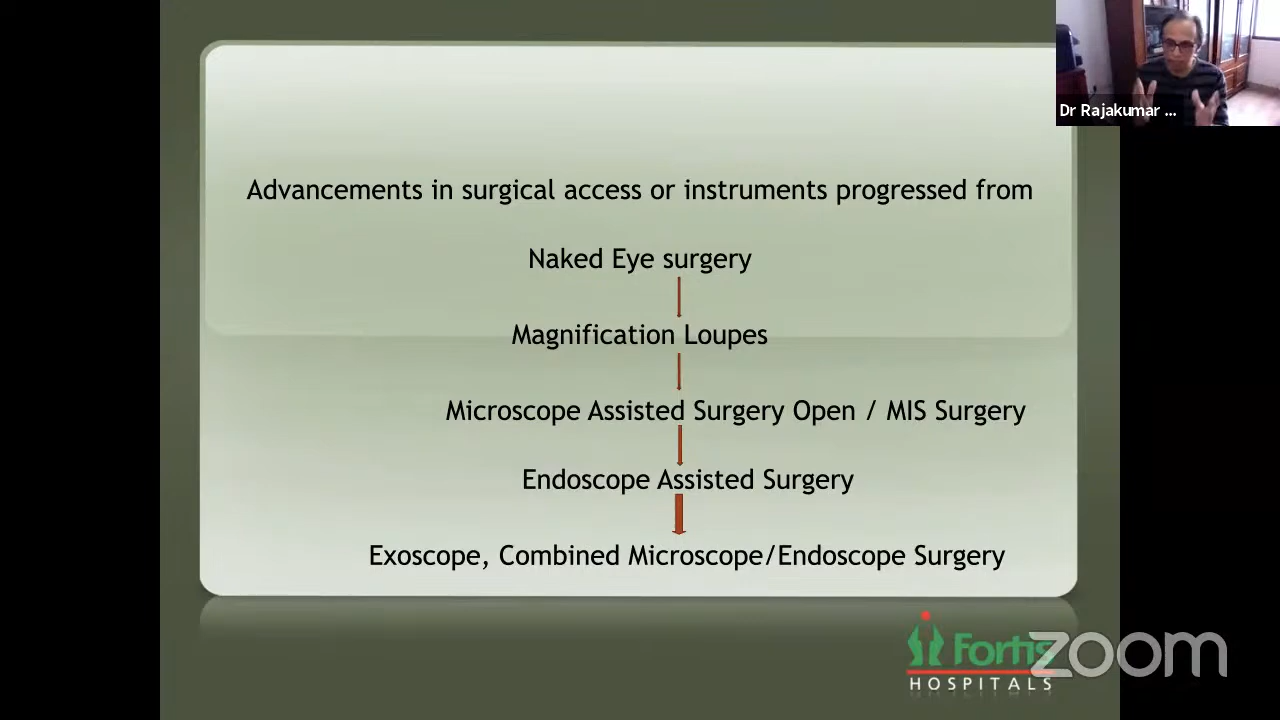 Dr Rajakumar ...
Advancements in surgical access or instruments progressed from
Naked Eye surgery
Magnification Loupes
Microscope Assisted Surgery Open / MIS Surgery
Endoscope Assisted Surgery
Exoscope, Combined Microscope/Endoscope Surgery
Fortis
HOSPITALS
zoom